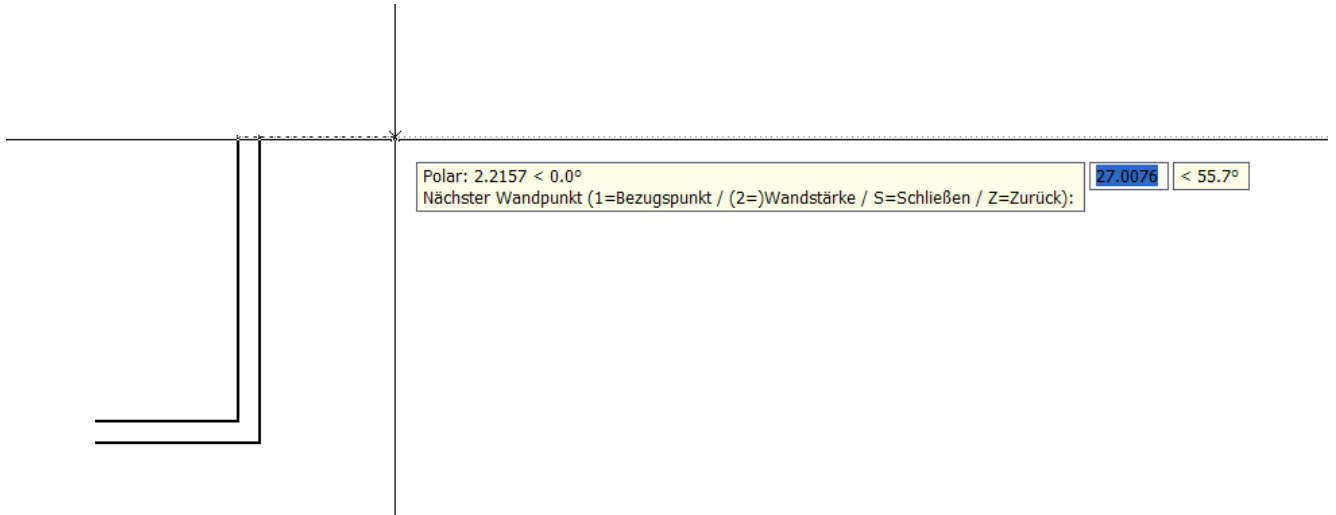 Polar: 2.2157 < 0.0°
27.0076 < 55.7°
Nächster Wandpunkt (1=Bezugspunkt / (2=)Wandstärke / S=Schließen / Z=Zurück):